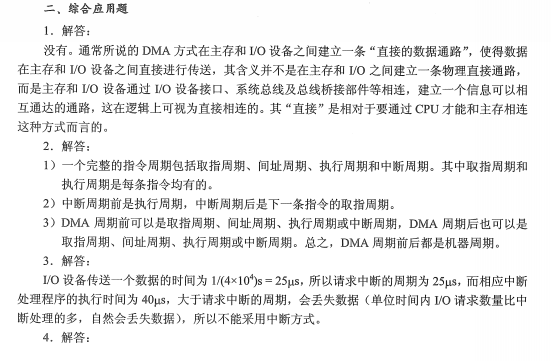 二、综合应用题
1．解答：
没有。通常所说的 DMA 方式在主存和 I/O 设备之间建立一条“直接的数据通路”，使得数据
在主存和 I/O 设备之间直接进行传送，其含义并不是在主存和 I/O 之间建立一条物理直接通路，
而是主存和 I/O 设备通过 I/O 设备接口、系统总线及总线桥接部件等相连，建立一个信息可以相
互通达的通路，这在逻辑上可视为直接相连的。其“直接”是相对于要通过 CPU 才能和主存相连
这种方式而言的。
2．解答：
1）一个完整的指令周期包括取指周期、间址周期、执行周期和中断周期。其中取指周期和
执行周期是每条指令均有的。
2）中断周期前是执行周期，中断周期后是下一条指令的取指周期。
3）DMA 周期前可以是取指周期、间址周期、执行周期或中断周期，DMA 周期后也可以是
取指周期、间址周期、执行周期或中断周期。总之，DMA 周期前后都是机器周期。
3．解答：
I/O 设备传送一个数据的时间为 1/(4×10⁴)s = 25μs，所以请求中断的周期为 25μs，而相应中断
处理程序的执行时间为 40μs，大于请求中断的周期，会丢失数据（单位时间内 I/O 请求数量比中
断处理的多，自然会丢失数据），所以不能采用中断方式。
4．解答：